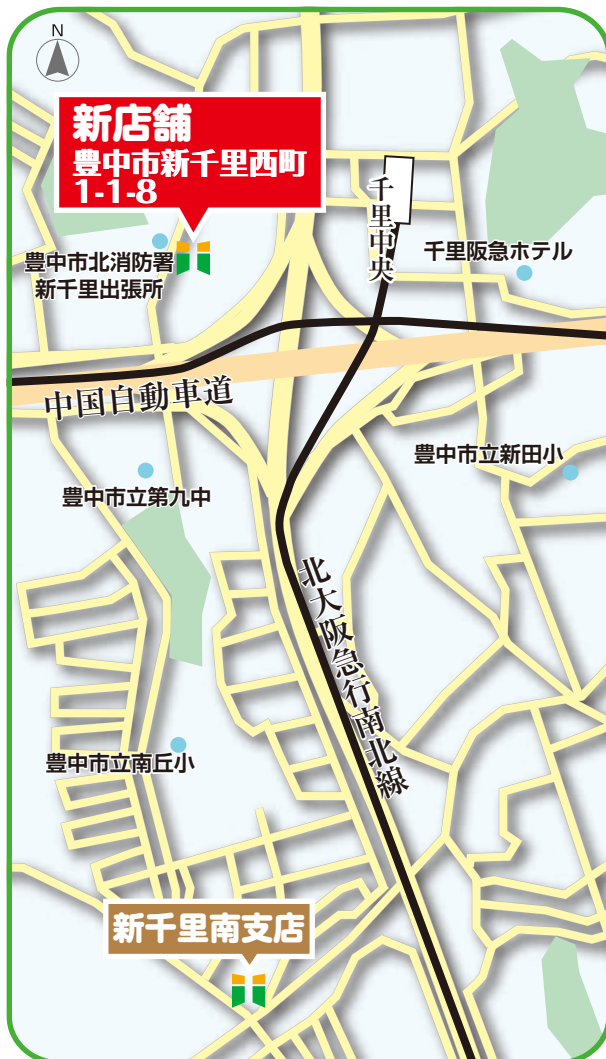 N
新店舗
豊中市新千里西町
1-1-8
千里中央
千里阪急ホテル
豊中市北消防署
新千里出張所
中国自動車道
豊中市立新田小
豊中市立第九中
北大阪急行南北線
豊中市立南丘小
新千里南支店